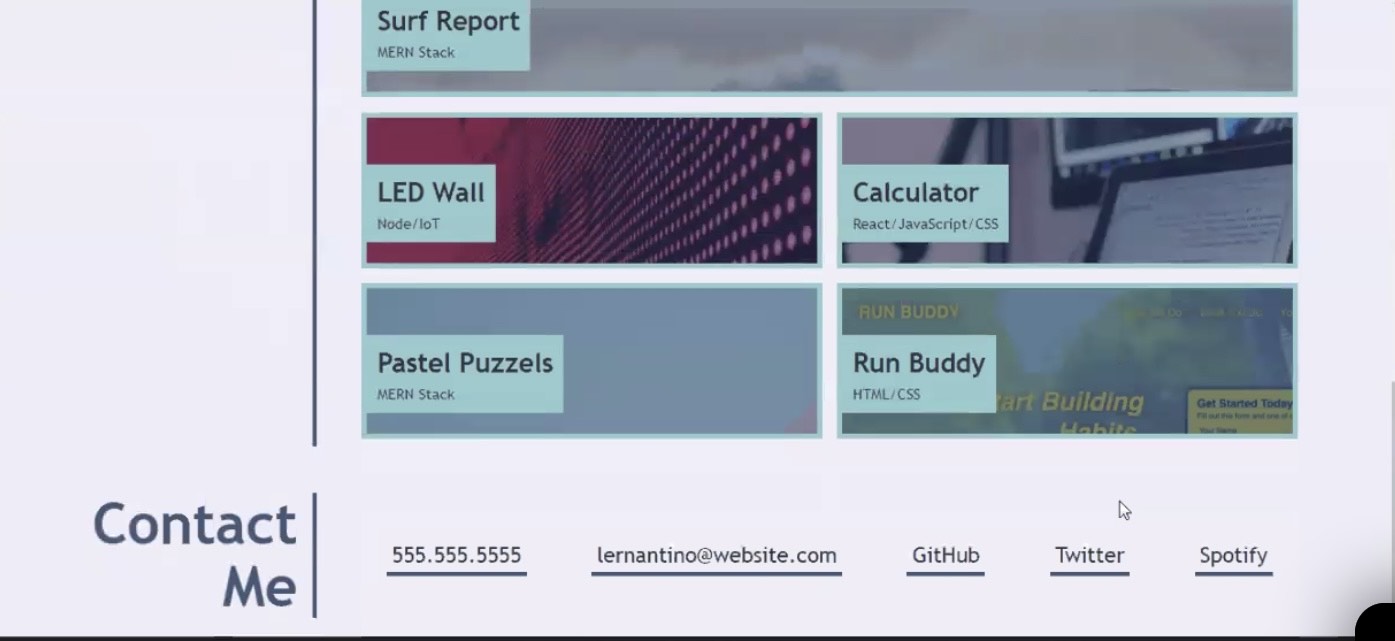 Surf Report
MERN Stack
LED Wall
Node/IoT
Calculator
React/JavaScript/CSS
Pastel Puzzels
MERN Stack
RUN BUDDY
Run Buddy
HTML/CSS
Building
Habits
Get Started Today
Contact
Me
555.555.5555
lernantino@website.com
GitHub
Twitter
Spotify